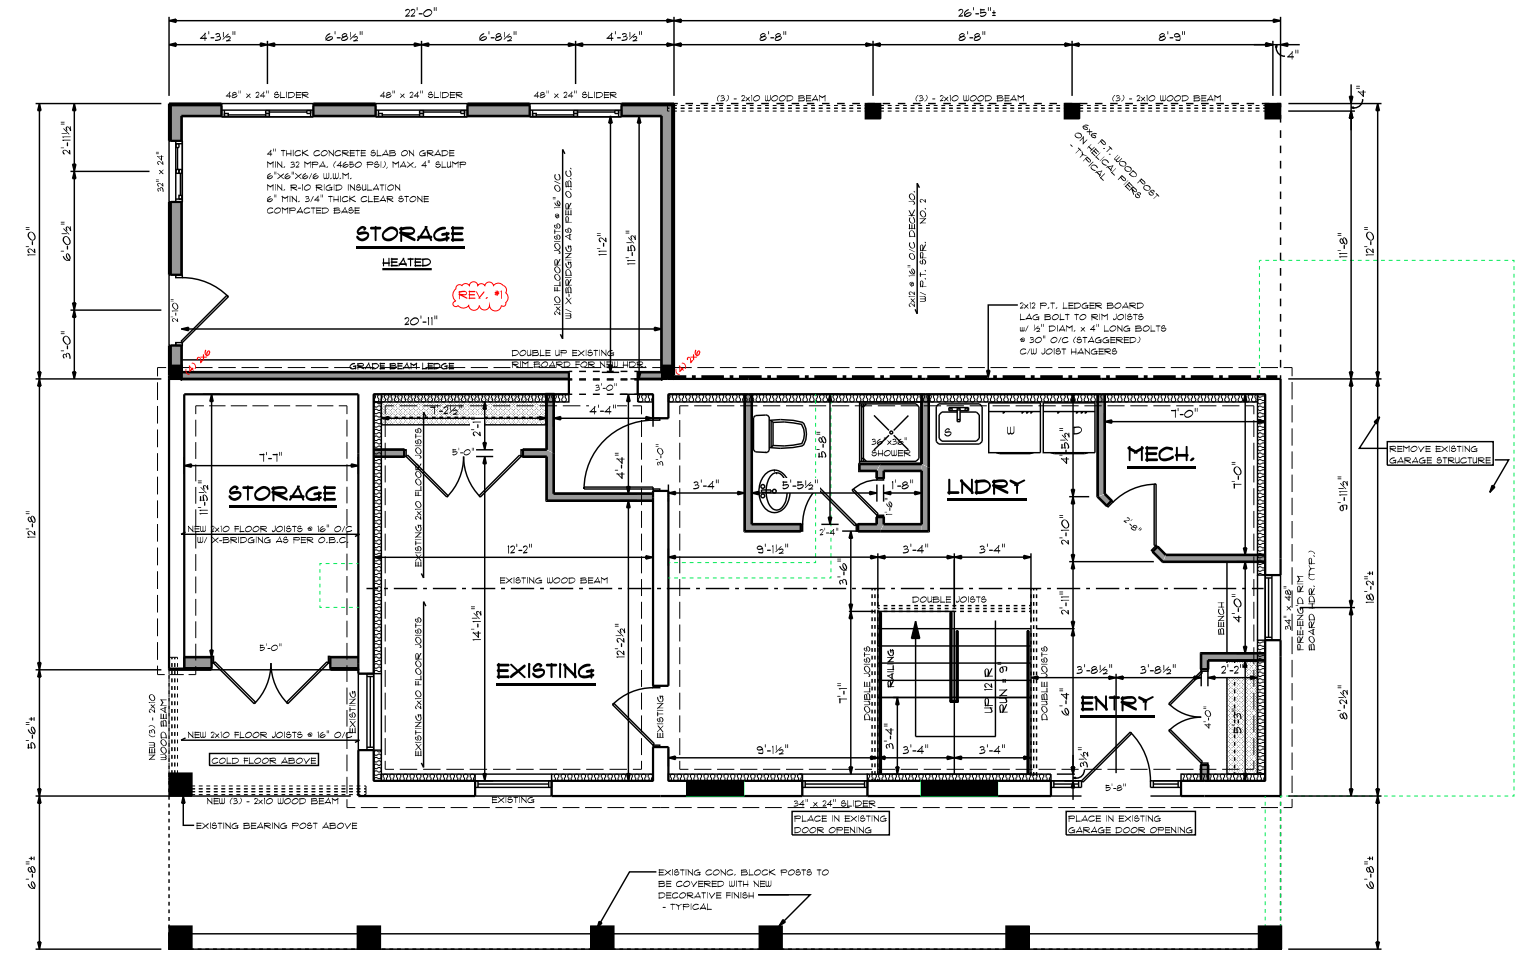 22'-0"
26'-5"±
4'-3½"
6'-8½"
6'-8½"
4'-3½"
8'-8"
8'-8"
8'-9"
4"
48" x 24" SLIDER
48" x 24" SLIDER
48" x 24" SLIDER
(3) - 2x10 WOOD BEAM
(3) - 2x10 WOOD BEAM
(3) - 2x10 WOOD BEAM
4"
2'-11½"
32" x 24"
6'-0½"
12'-0"
3'-0"
2'-10"
4" THICK CONCRETE SLAB ON GRADE
MIN. 32 MPA. (4650 PSI), MAX. 4" SLUMP
6"X6"X6/6 W.W.M.
MIN. R-10 RIGID INSULATION
6" MIN. 3/4" THICK CLEAR STONE
COMPACTED BASE
STORAGE
HEATED
REV. #1
2x10 FLOOR JOISTS @ 16" O/C
W/ X-BRIDGING AS PER O.B.C.
11'-2"
11'-5½"
20'-11"
6x6 P.T. WOOD POST
ON HELICAL PIERS
- TYPICAL
2x12 @ 16" O/C DECK JO.
W/ P.T. SPR. NO. 2
11'-8"
12'-0"
2x12 P.T. LEDGER BOARD
LAG BOLT TO RIM JOISTS
w/ ½" DIAM. x 4" LONG BOLTS
@ 30" O/C (STAGGERED)
C/W JOIST HANGERS
DOUBLE UP EXISTING
RIM BOARD FOR NEW HDR.
GRADE BEAM LEDGE
2x6
(4) 2x6
3'-0"
7'-2½"
4'-4"
2'-1"
5'-0"
4'-4"
3'-0"
7'-7"
11'-5½"
STORAGE
NEW 2x10 FLOOR JOISTS @ 16" O/C
W/ X-BRIDGING AS PER O.B.C.
12'-8"
EXISTING 2x10 FLOOR JOISTS
12'-2"
EXISTING WOOD BEAM
14'-1½"
12'-2½"
EXISTING
EXISTING 2x10 FLOOR JOISTS
5'-0"
EXISTING
NEW 2x10 FLOOR JOISTS @ 16" O/C
COLD FLOOR ABOVE
NEW (3) - 2x10
WOOD BEAM
5'-6"±
NEW (3) - 2x10 WOOD BEAM
EXISTING BEARING POST ABOVE
EXISTING
EXISTING
3'-4"
5'-8"
5'-5½"
36"x36"
SHOWER
1'-8"
1'-6"
2'-4"
S
W
D
LNDRY
4'-5½"
7'-0"
MECH.
7'-0"
2'-8"
2'-10"
REMOVE EXISTING
GARAGE STRUCTURE
9'-11½"
18'-2"±
9'-1½"
3'-4"
3'-4"
3'-6"
DOUBLE JOISTS
2'-11"
BENCH
4'-0"
34" x 48"
PRE-ENG'D RIM
BOARD HDR. (TYP.)
7'-1"
DOUBLE JOISTS
RAILING
UP 12 R
RUN = 9"
DOUBLE JOISTS
3'-4"
6'-4"
3'-8½"
3'-8½"
2'-2"
ENTRY
4'-0"
5'-3"
8'-2½"
9'-1½"
3'-4"
3'-4"
3½"
5'-8"
34" x 24" SLIDER
PLACE IN EXISTING
DOOR OPENING
PLACE IN EXISTING
GARAGE DOOR OPENING
6'-8"±
6'-8"±
EXISTING CONC. BLOCK POSTS TO
BE COVERED WITH NEW
DECORATIVE FINISH
- TYPICAL